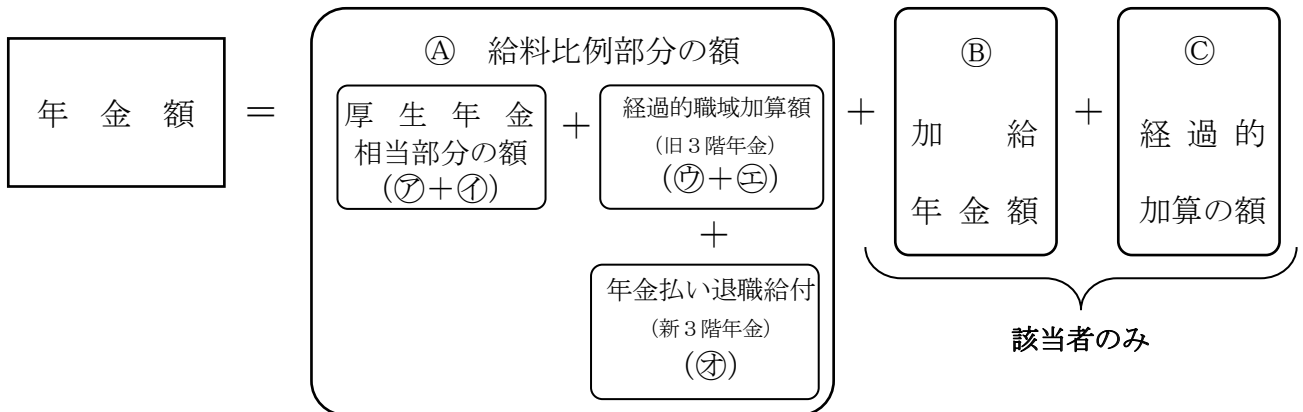 年金額
＝
Ⓐ 給料比例部分の額
厚生年金
相当部分の額
(㋐＋㋑)
＋
経過的職域加算額
(旧３階年金)
(㋒＋㋓)
＋
年金払い退職給付
(新３階年金)
(㋔)
＋
Ⓑ
加給
年金額
＋
Ⓒ
経過的
加算の額
該当者のみ